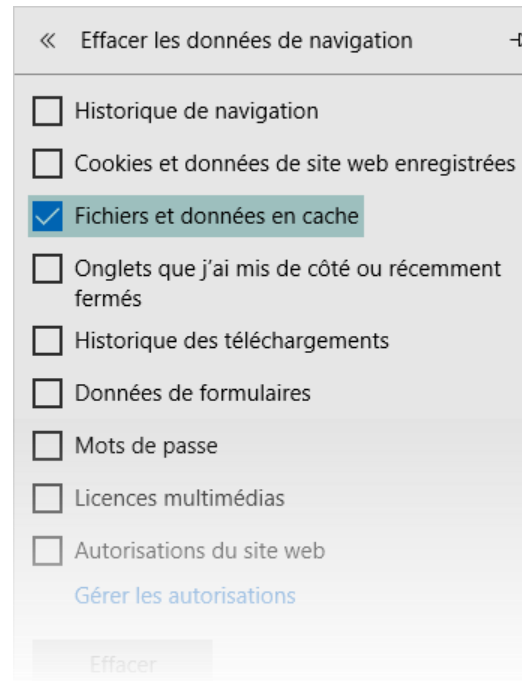 « Effacer les données de navigation
Historique de navigation
Cookies et données de site web enregistrées
Fichiers et données en cache
Onglets que j'ai mis de côté ou récemment
fermés
Historique des téléchargements
Données de formulaires
Mots de passe
Licences multimédias
Autorisations du site web
Gérer les autorisations
Effacer